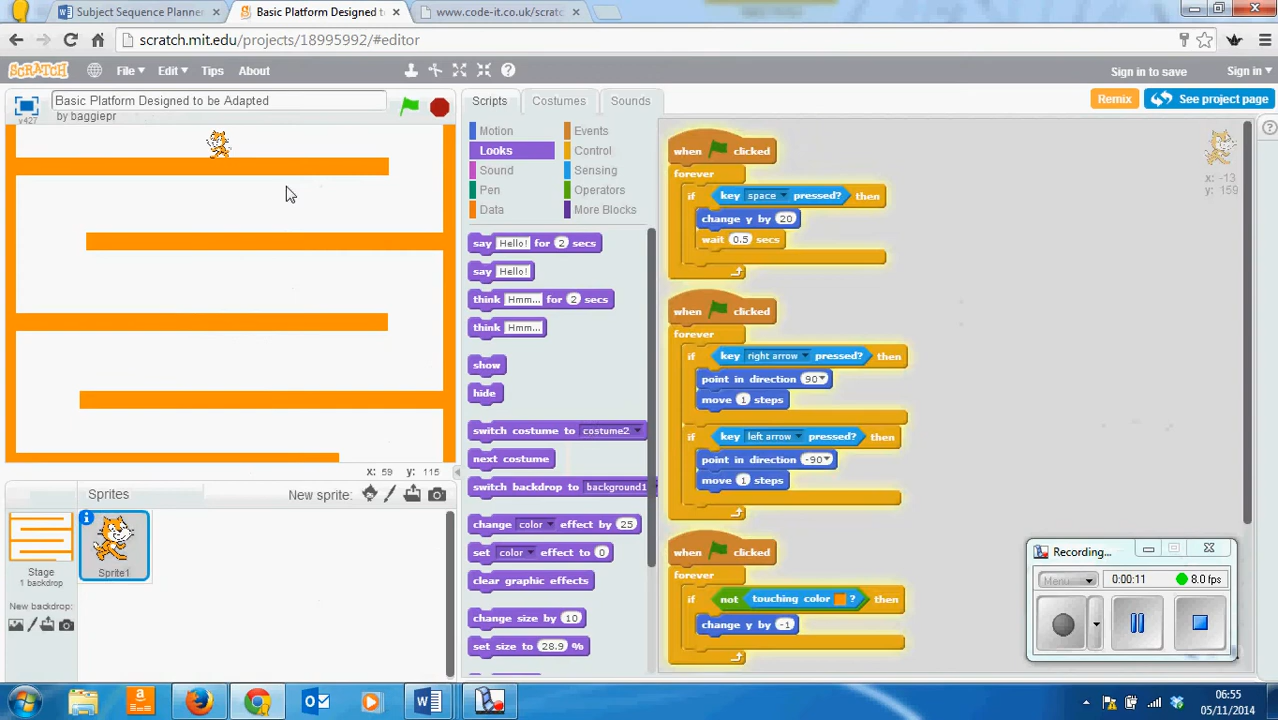 Subject Sequence Planner
Basic Platform Designed to
www.code-it.co.uk/scratc
scratch.mit.edu/projects/18995992/#editor
SCRATCH
File
Edit
Tips
About
Sign in to save
Sign in
v427
Basic Platform Designed to be Adapted
by baggiepr
Scripts
Costumes
Sounds
Remix
See project page
Motion
Events
Looks
Control
Sound
Sensing
Pen
Operators
Data
More Blocks
say Hello! for 2 secs
say Hello!
think Hmm... for 2 secs
think Hmm...
show
hide
switch costume to costume2
next costume
switch backdrop to background1
change color effect by 25
set color effect to 0
clear graphic effects
change size by 10
set size to 28.9 %
when clicked
forever
if key space pressed? then
change y by 20
wait 0.5 secs
when clicked
forever
if key right arrow pressed? then
point in direction 90
move 1 steps
if key left arrow pressed? then
point in direction -90
move 1 steps
when clicked
forever
if not touching color ? then
change y by -1
x: -13
y: 159
x: 59 y: 115
Sprites
New sprite:
Stage
1 backdrop
New backdrop:
Sprite1
Recording...
Menu
0:00:11
8.0 fps
06:55
05/11/2014